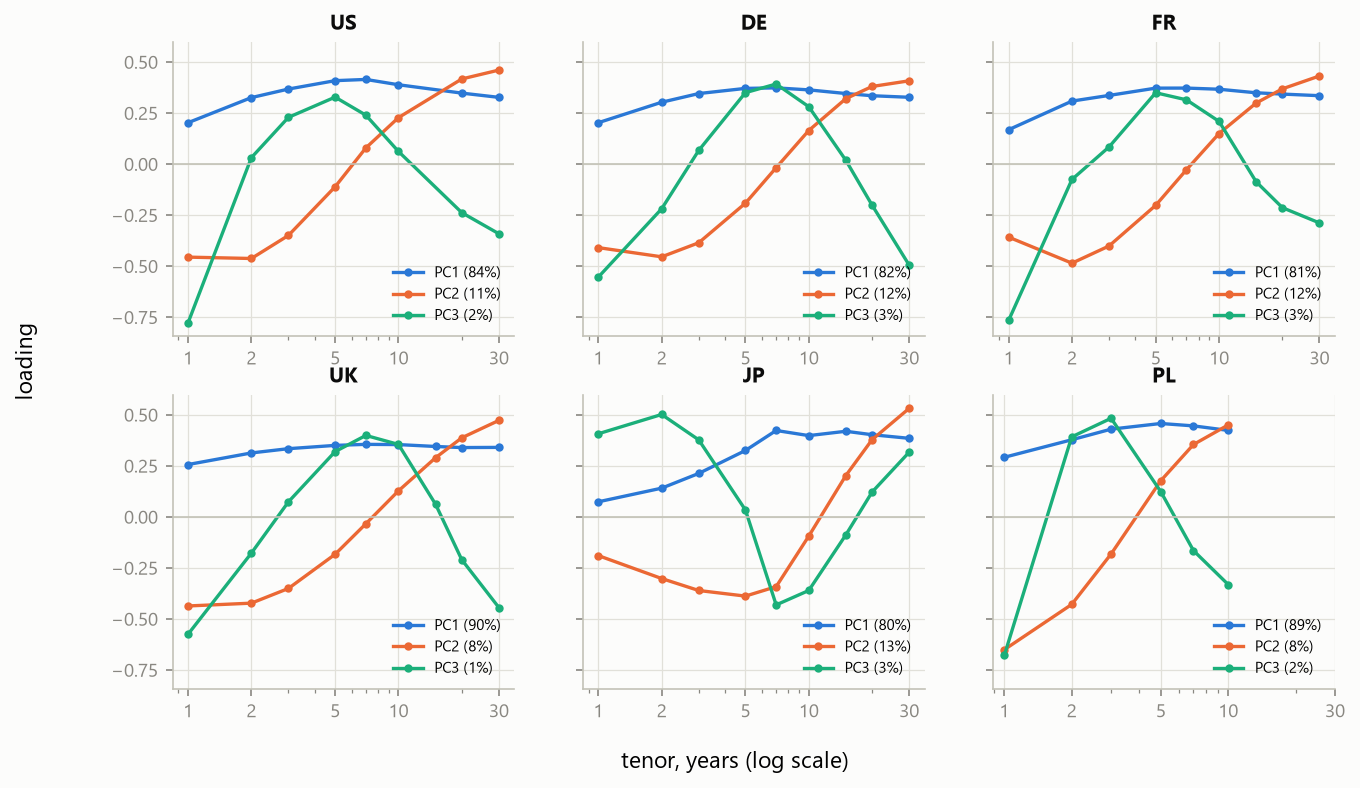 US
DE
FR
0.50
0.25
0.00
−0.25
−0.50
−0.75
PC1 (84%)
PC2 (11%)
PC3 (2%)
PC1 (82%)
PC2 (12%)
PC3 (3%)
PC1 (81%)
PC2 (12%)
PC3 (3%)
1 2 5 10 30
1 2 5 10 30
1 2 5 10 30
loading
UK
JP
PL
0.50
0.25
0.00
−0.25
−0.50
−0.75
PC1 (90%)
PC2 (8%)
PC3 (1%)
PC1 (80%)
PC2 (13%)
PC3 (3%)
PC1 (89%)
PC2 (8%)
PC3 (2%)
1 2 5 10 30
1 2 5 10 30
1 2 5 10 30
tenor, years (log scale)